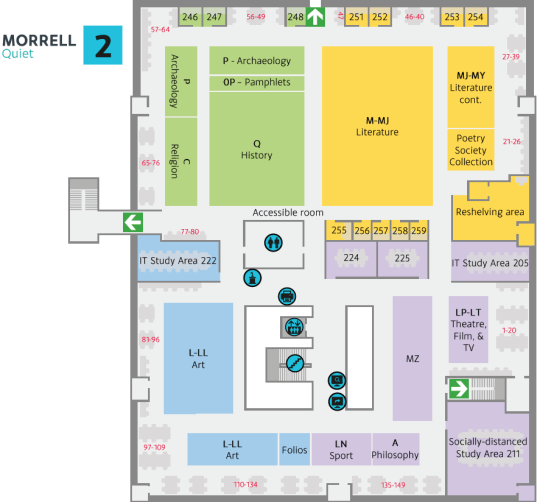 MORRELL
Quiet
2
57-64
246
247
56-49
248
47
251
252
46-40
253
254
27-39
P
Archaeology
P - Archaeology
OP - Pamphlets
M-MJ
Literature
MJ-MY
Literature
cont.
Poetry
Society
Collection
21-26
C
Religion
Q
History
65-76
Reshelving area
Accessible room
77-80
IT Study Area 222
255
256
257
258
259
224
225
IT Study Area 205
81-96
L-LL
Art
MZ
LP-LT
Theatre,
Film, &
TV
1-20
97-109
L-LL
Art
Folios
LN
Sport
A
Philosophy
Socially-distanced
Study Area 211
110-134
135-149